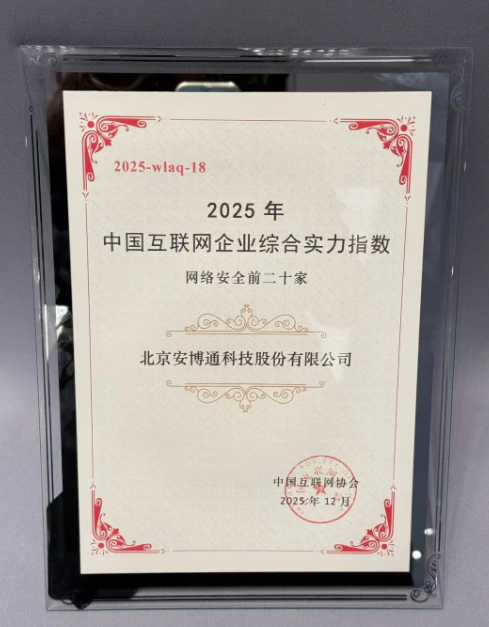 2025-wlaq-18
2025 年
中国互联网企业综合实力指数
网络安全前二十家
北京安博通科技股份有限公司
中国互联网协会
2025 年 12 月